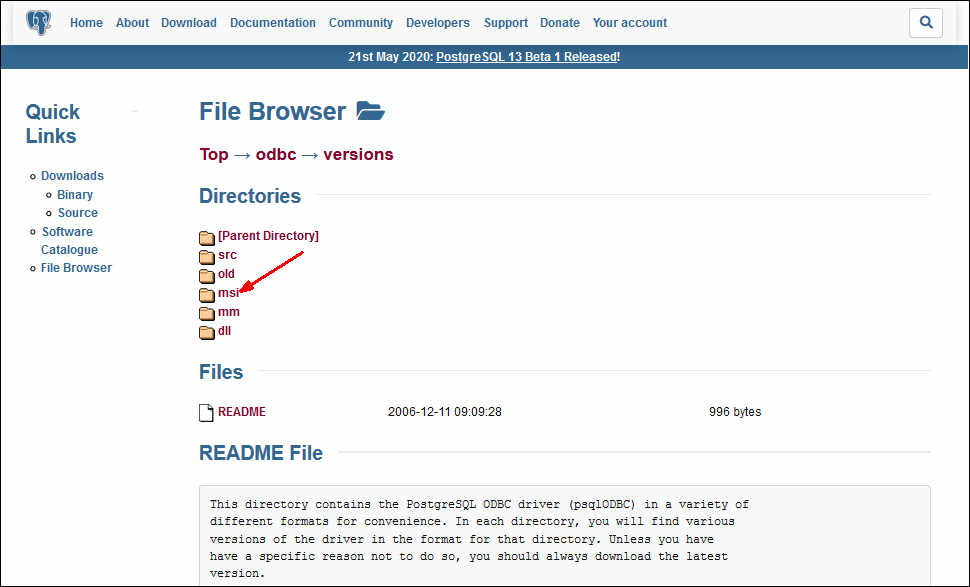 Home About Download Documentation Community Developers Support Donate Your account
21st May 2020: PostgreSQL 13 Beta 1 Released!
Quick
Links
Downloads
Binary
Source
Software
Catalogue
File Browser
File Browser
Top → odbc → versions
Directories
[Parent Directory]
src
old
msi
mm
dll
Files
README 2006-12-11 09:09:28 996 bytes
README File
This directory contains the PostgreSQL ODBC driver (psqlODBC) in a variety of
different formats for convenience. In each directory, you will find various
versions of the driver in the format for that directory. Unless you have
have a specific reason not to do so, you should always download the latest
version.